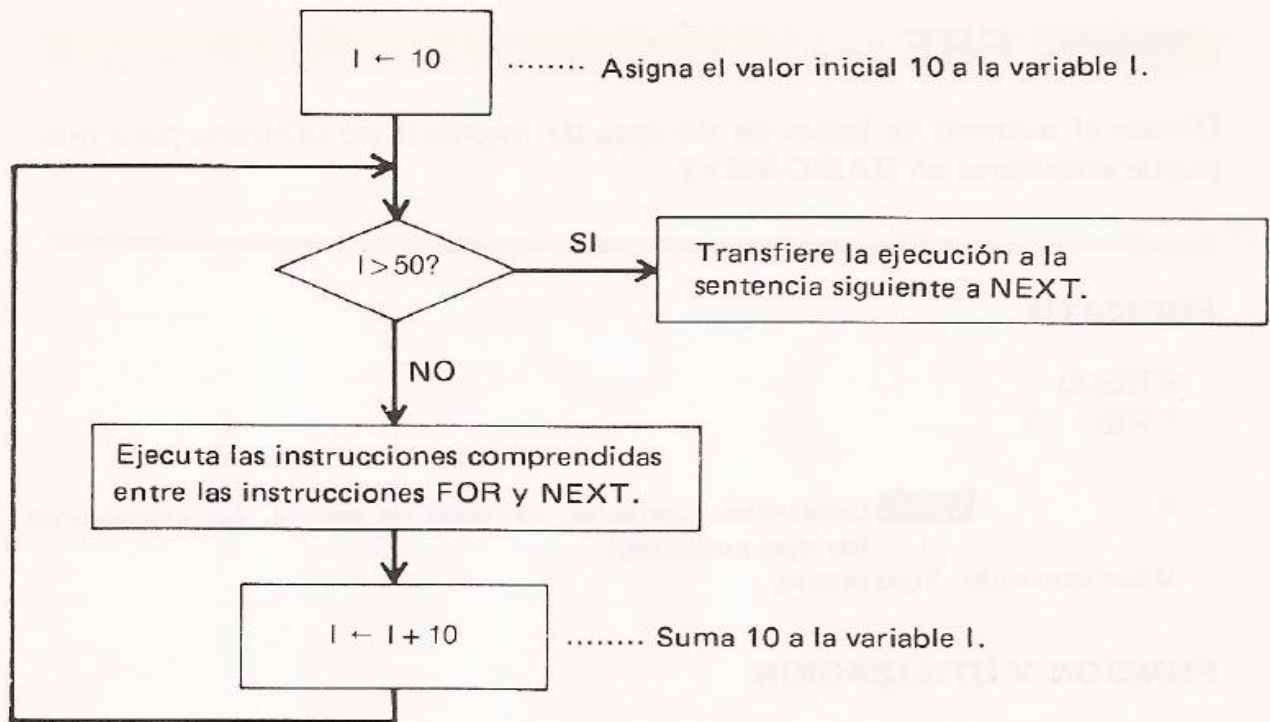 I ← 10
........ Asigna el valor inicial 10 a la variable I.
I > 50?
SI
Transfiere la ejecución a la
sentencia siguiente a NEXT.
NO
Ejecuta las instrucciones comprendidas
entre las instrucciones FOR y NEXT.
I ← I + 10
........ Suma 10 a la variable I.